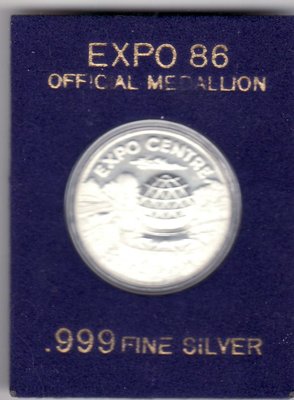 EXPO 86
OFFICIAL MEDALLION
EXPO CENTRE
.999 FINE SILVER